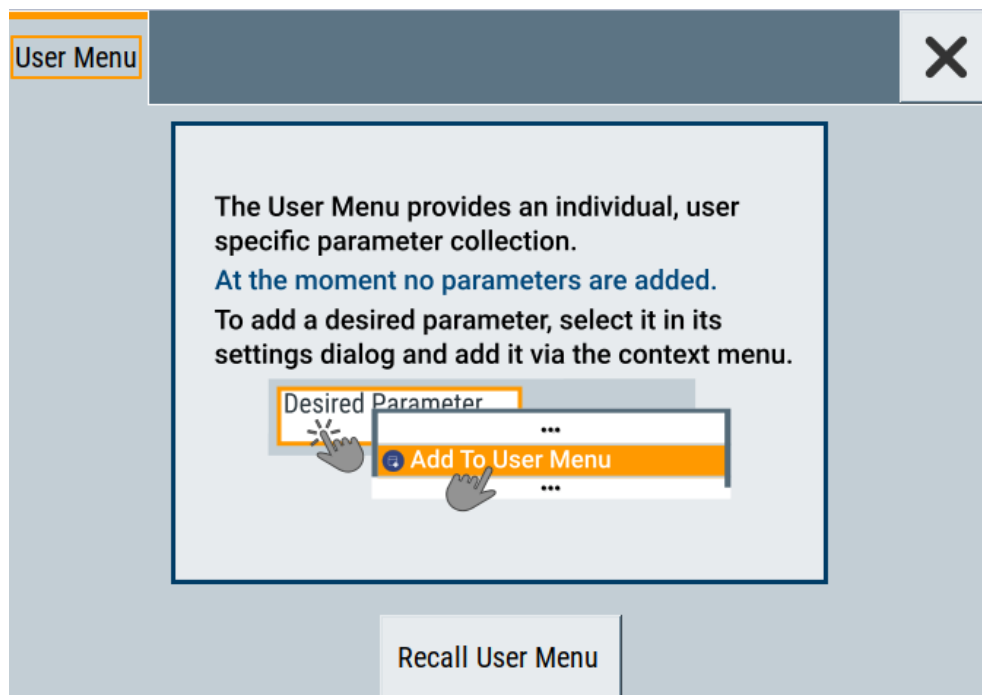 User Menu
The User Menu provides an individual, user
specific parameter collection.
At the moment no parameters are added.
To add a desired parameter, select it in its
settings dialog and add it via the context menu.
Desired Parameter
...
Add To User Menu
...
Recall User Menu